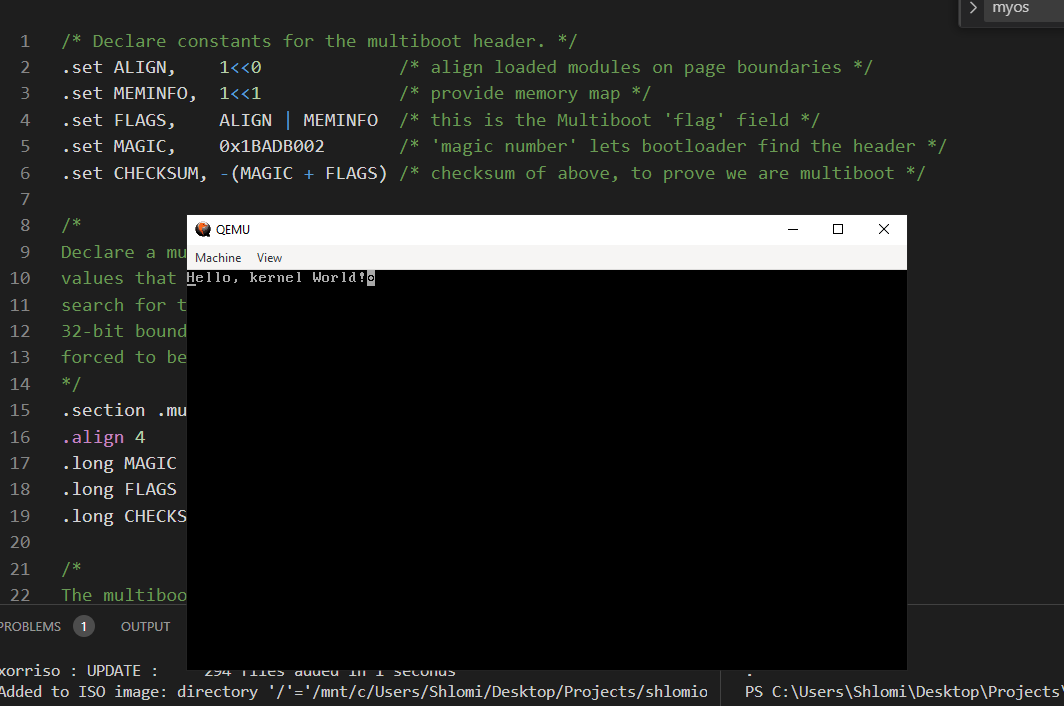 myos
1 /* Declare constants for the multiboot header. */
2 .set ALIGN,    1<<0             /* align loaded modules on page boundaries */
3 .set MEMINFO,  1<<1             /* provide memory map */
4 .set FLAGS,    ALIGN | MEMINFO  /* this is the Multiboot 'flag' field */
5 .set MAGIC,    0x1BADB002       /* 'magic number' lets bootloader find the header */
6 .set CHECKSUM, -(MAGIC + FLAGS) /* checksum of above, to prove we are multiboot */
7
8 /*
9 Declare a mu
10 values that
11 search for t
12 32-bit bound
13 forced to be
14 */
15 .section .mu
16 .align 4
17 .long MAGIC
18 .long FLAGS
19 .long CHECKS
20
21 /*
22 The multiboo
QEMU
Machine View
Hello, kernel World!
PROBLEMS 1 OUTPUT
xorriso : UPDATE :     294 files added in 1 seconds
Added to ISO image: directory '/'='/mnt/c/Users/Shlomi/Desktop/Projects/shlomio
PS C:\Users\Shlomi\Desktop\Projects\